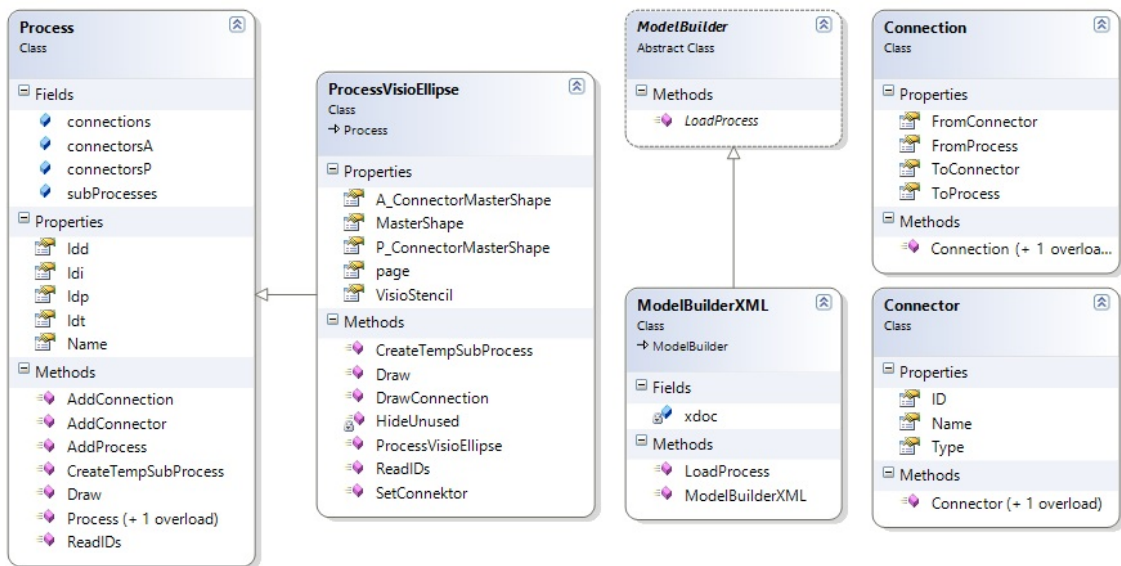 Process
Class
Fields
connections
connectorsA
connectorsP
subProcesses
Properties
Idd
Idi
Idp
Idt
Name
Methods
AddConnection
AddConnector
AddProcess
CreateTempSubProcess
Draw
Process (+ 1 overload)
ReadIDs
ProcessVisioEllipse
Class
Process
Properties
A_ConnectorMasterShape
MasterShape
P_ConnectorMasterShape
page
VisioStencil
Methods
CreateTempSubProcess
Draw
DrawConnection
HideUnused
ProcessVisioEllipse
ReadIDs
SetConnektor
ModelBuilder
Abstract Class
Methods
LoadProcess
ModelBuilderXML
Class
ModelBuilder
Fields
xdoc
Methods
LoadProcess
ModelBuilderXML
Connection
Class
Properties
FromConnector
FromProcess
ToConnector
ToProcess
Methods
Connection (+ 1 overloa...
Connector
Class
Properties
ID
Name
Type
Methods
Connector (+ 1 overload)